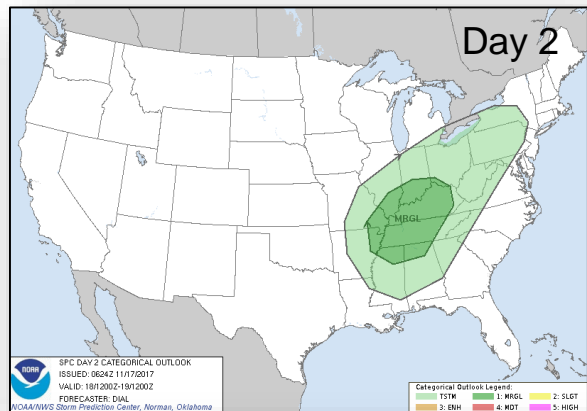 Day 2
MRGL
NOAA
SPC DAY 2 CATEGORICAL OUTLOOK
ISSUED: 0624Z 11/17/2017
VALID: 18/1200Z-19/1200Z
FORECASTER: DIAL
NOAA/NWS Storm Prediction Center, Norman, Oklahoma
Categorical Outlook Legend:
TSTM 1: MRGL 2: SLGT
3: ENH 4: MDT 5: HIGH